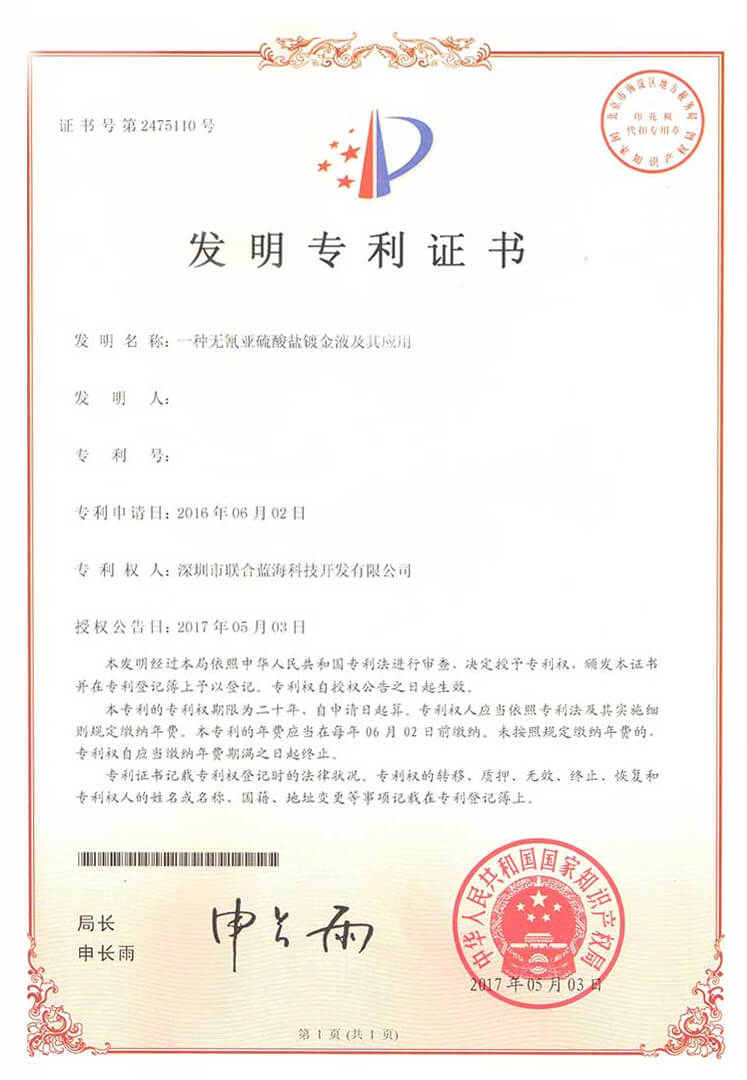 证书号第2475110号
北京市海淀区地方税务局
印花税
代扣专用章
国家知识产权局
发明专利证书
发明名称：一种无氰亚硫酸盐镀金液及其应用
发明人：
专利号：
专利申请日：2016年06月02日
专利权人：深圳市联合蓝海科技开发有限公司
授权公告日：2017年05月03日
本发明经过本局依照中华人民共和国专利法进行审查，决定授予专利权，颁发本证书
并在专利登记簿上予以登记。专利权自授权公告之日起生效。
本专利的专利权期限为二十年，自申请日起算。专利权人应当依照专利法及其实施细
则规定缴纳年费。本专利的年费应当在每年06月02日前缴纳。未按照规定缴纳年费的，
专利权自应当缴纳年费期满之日起终止。
专利证书记载专利权登记时的法律状况。专利权的转移、质押、无效、终止、恢复和
专利权人的姓名或名称、国籍、地址变更等事项记载在专利登记簿上。
局长
申长雨
申长雨
中华人民共和国国家知识产权局
2017年05月03日
第1页(共1页)